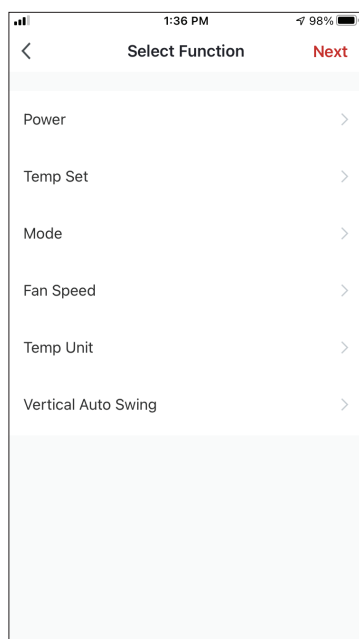 1:36 PM 98%
Select Function Next
Power
Temp Set
Mode
Fan Speed
Temp Unit
Vertical Auto Swing